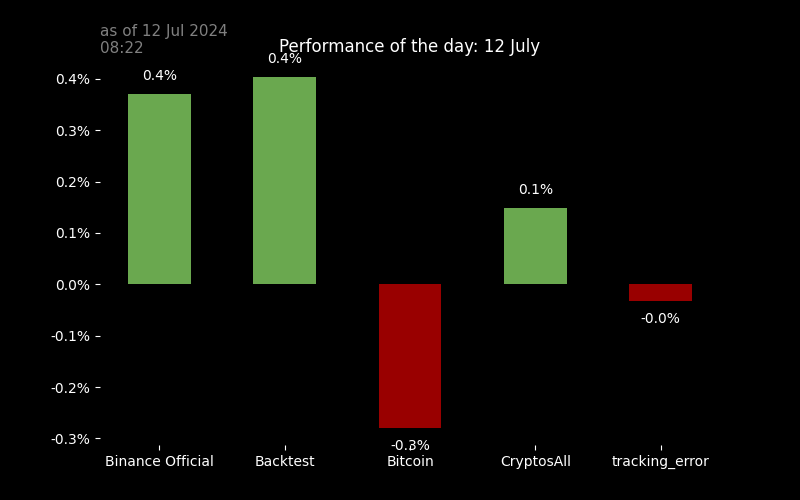 as of 12 Jul 2024
08:22
Performance of the day: 12 July
0.4%
0.4%
0.4%
0.3%
0.2%
0.1%
0.1%
0.0%
-0.0%
-0.1%
-0.2%
-0.3%
-0.3%
Binance Official
Backtest
Bitcoin
CryptosAll
tracking_error